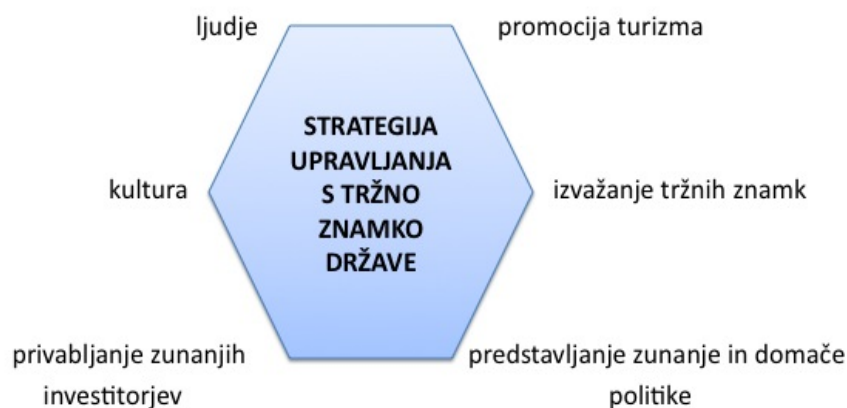 ljudje
promocija turizma
STRATEGIJA
UPRAVLJANJA
S TRŽNO
ZNAMKO
DRŽAVE
kultura
izvažanje tržnih znamk
privabljanje zunanjih
investitorjev
predstavljanje zunanje in domače
politike